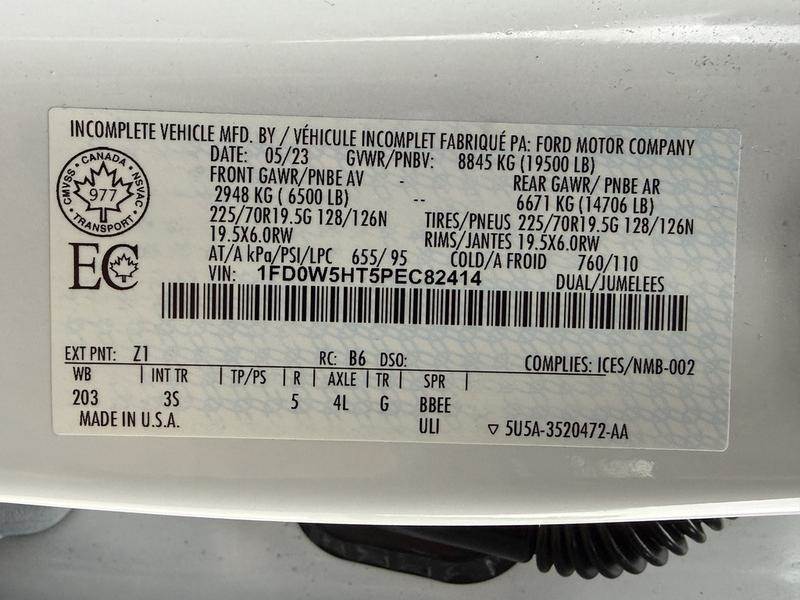 INCOMPLETE VEHICLE MFD. BY / VÉHICULE INCOMPLET FABRIQUÉ PA: FORD MOTOR COMPANY
DATE: 05/23 GVWR/PNBV: 8845 KG (19500 LB)
FRONT GAWR/PNBE AV - REAR GAWR/ PNBE AR
2948 KG ( 6500 LB) -- 6671 KG (14706 LB)
225/70R19.5G 128/126N TIRES/PNEUS 225/70R19.5G 128/126N
19.5X6.0RW RIMS/JANTES 19.5X6.0RW
AT/A kPa/PSI/LPC 655/ 95 COLD/A FROID 760/110
VIN: 1FD0W5HT5PEC82414 DUAL/JUMELEES
CANADA
CMVSS • NSVAC
977
TRANSPORT
EC
EXT PNT: Z1 RC: B6 DSO: COMPLIES: ICES/NMB-002
WB | INT TR | TP/PS | R | AXLE | TR | SPR |
203 3S 5 4L G BBEE
MADE IN U.S.A. ULI ▽ 5U5A-3520472-AA